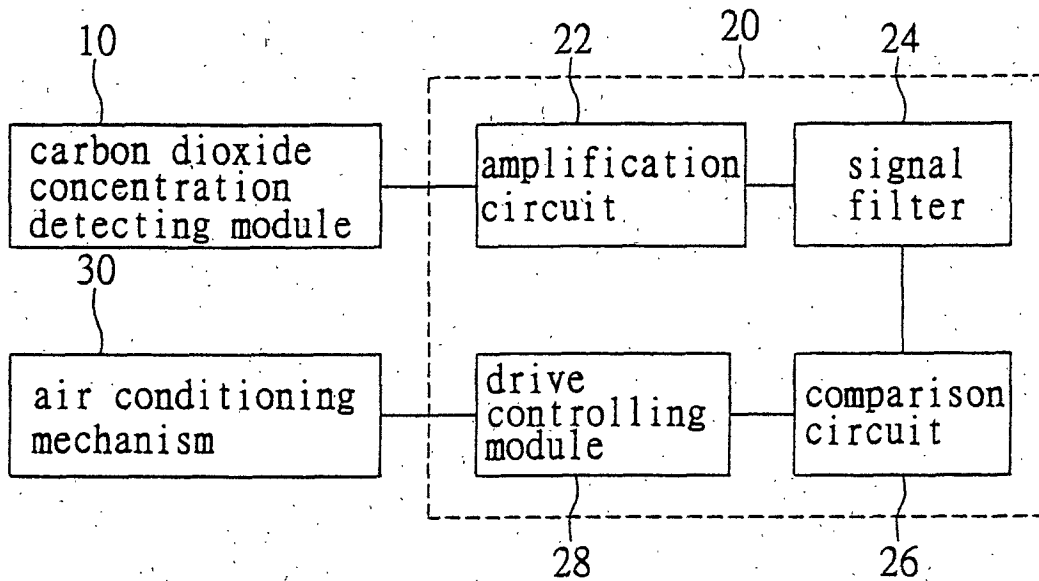 10
22
20
24
carbon dioxide
concentration
detecting module
amplification
circuit
signal
filter
30
air conditioning
mechanism
drive
controlling
module
comparison
circuit
28
26